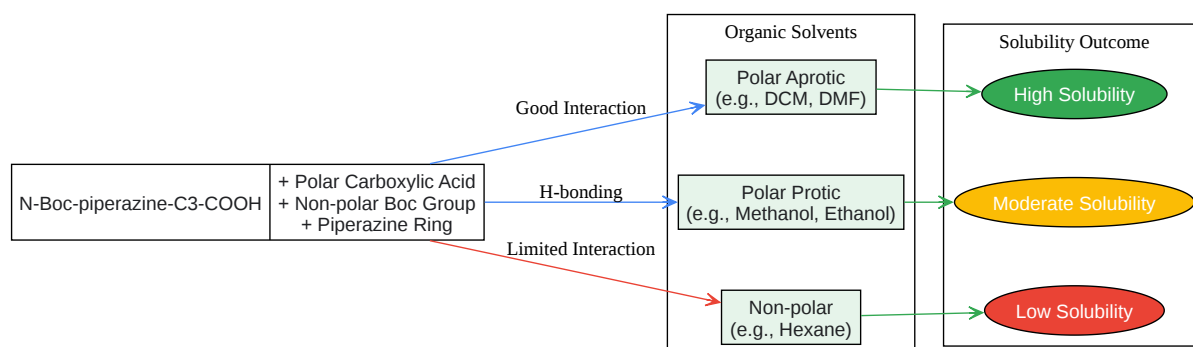 Organic Solvents
Solubility Outcome
Polar Aprotic
(e.g., DCM, DMF)
High Solubility
Good Interaction
N-Boc-piperazine-C3-COOH
+ Polar Carboxylic Acid
+ Non-polar Boc Group
+ Piperazine Ring
H-bonding
Polar Protic
(e.g., Methanol, Ethanol)
Moderate Solubility
Limited Interaction
Non-polar
(e.g., Hexane)
Low Solubility